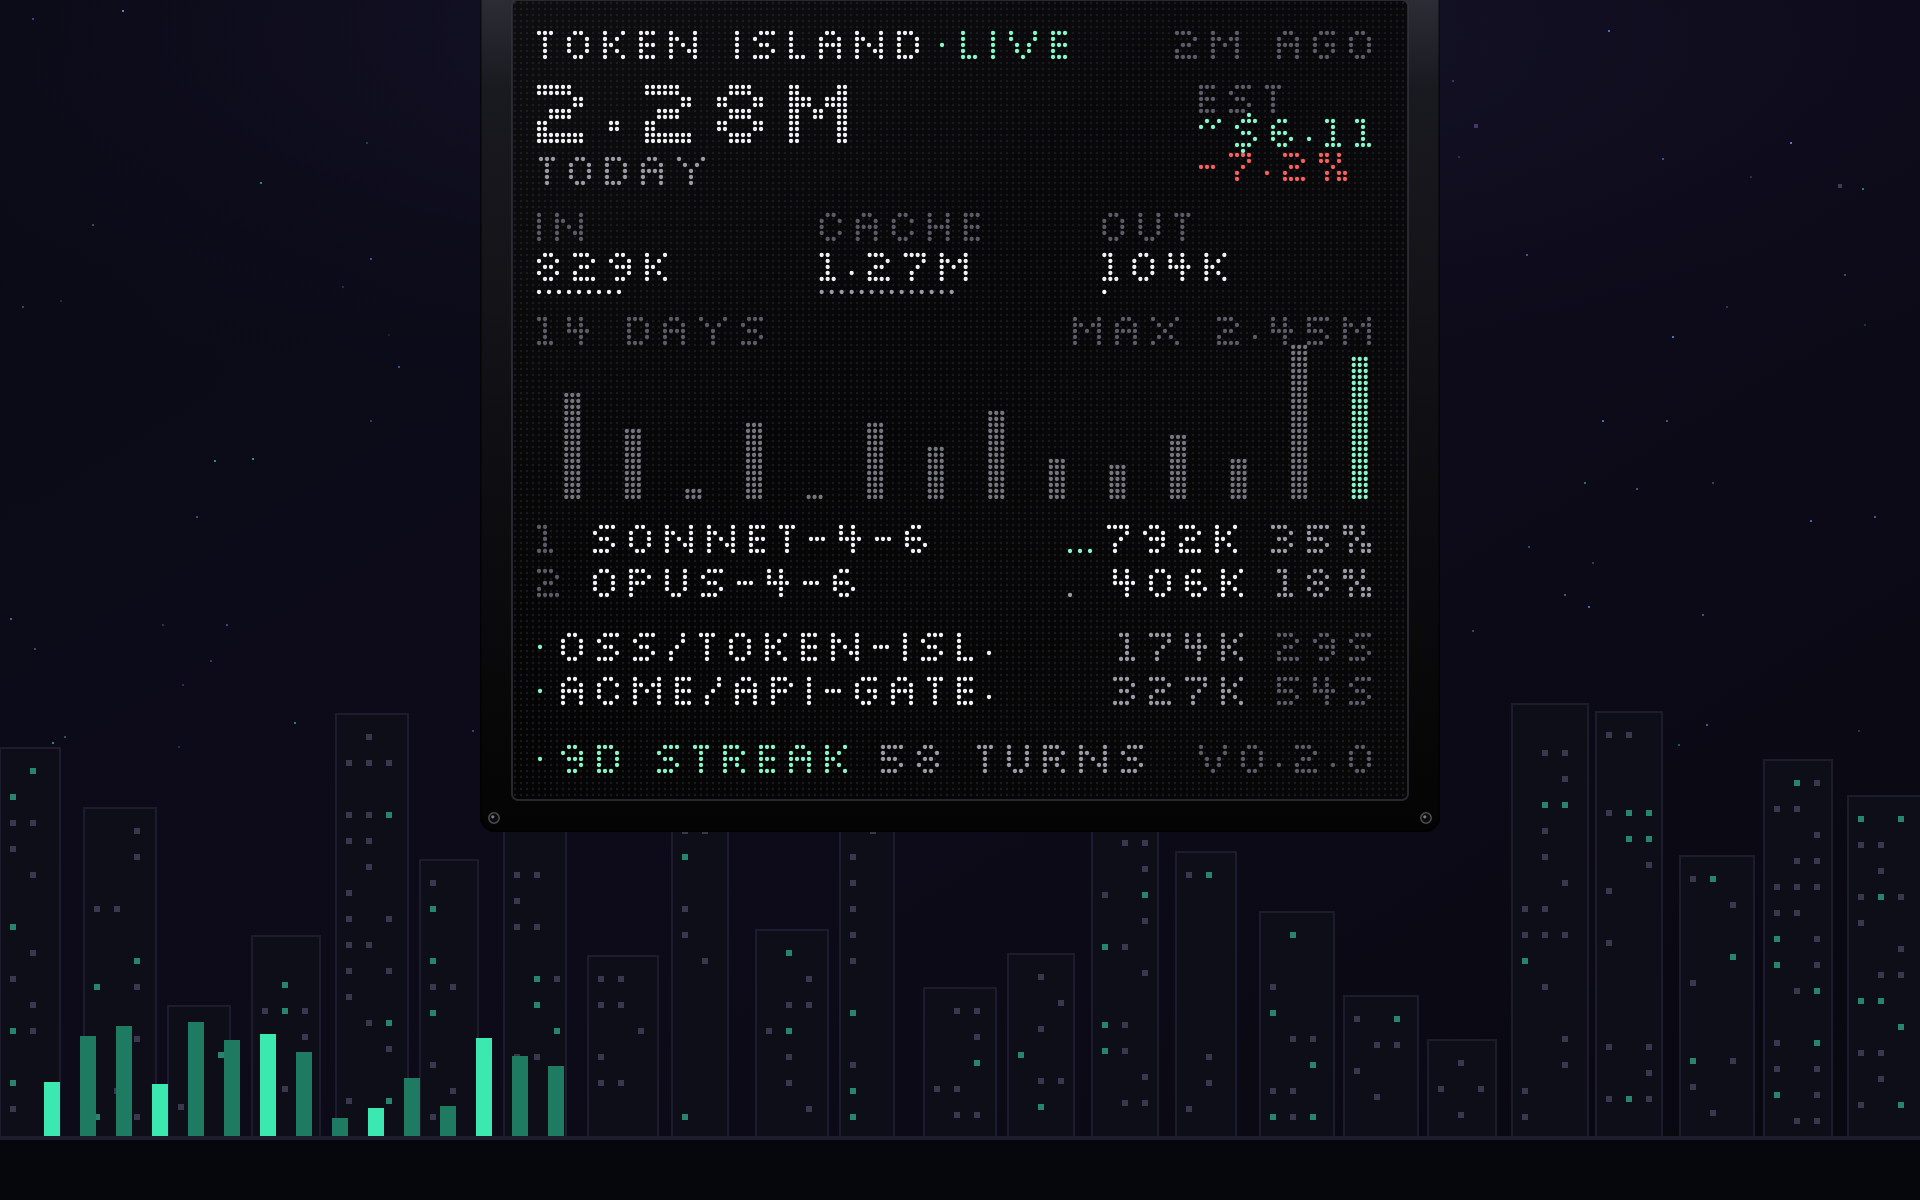 TOKEN ISLAND ·LIVE 2M AGO
2.28M EST
~$6.11
TODAY -7.2%
IN CACHE OUT
829K 1.27M 104K
14 DAYS MAX 2.45M
1 SONNET-4-6 ...792K 35%
2 OPUS-4-6 . 406K 18%
· OSS/TOKEN-ISL. 174K 29S
· ACME/API-GATE. 327K 54S
· 9D STREAK 58 TURNS V0.2.0